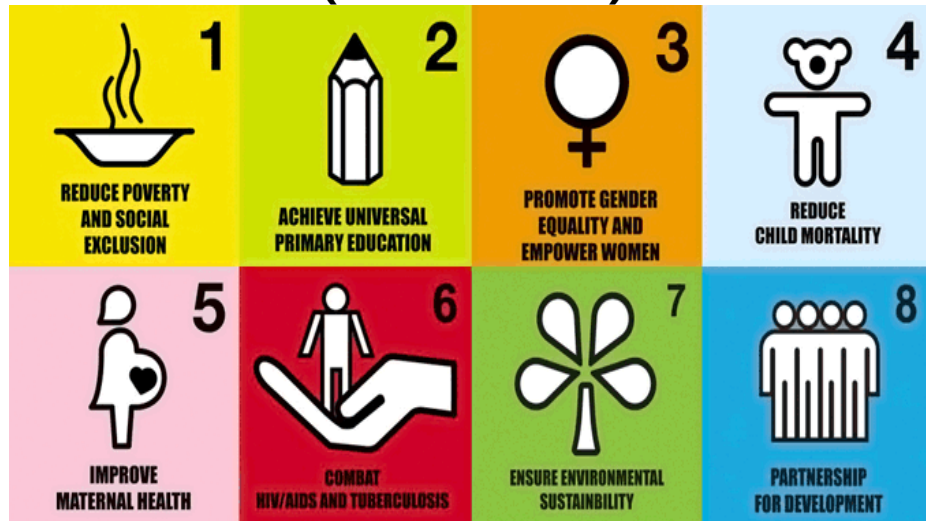 1
REDUCE POVERTY
AND SOCIAL
EXCLUSION
2
ACHIEVE UNIVERSAL
PRIMARY EDUCATION
3
PROMOTE GENDER
EQUALITY AND
EMPOWER WOMEN
4
REDUCE
CHILD MORTALITY
5
IMPROVE
MATERNAL HEALTH
6
COMBAT
HIV/AIDS AND TUBERCULOSIS
7
ENSURE ENVIRONMENTAL
SUSTAINBILITY
8
PARTNERSHIP
FOR DEVELOPMENT